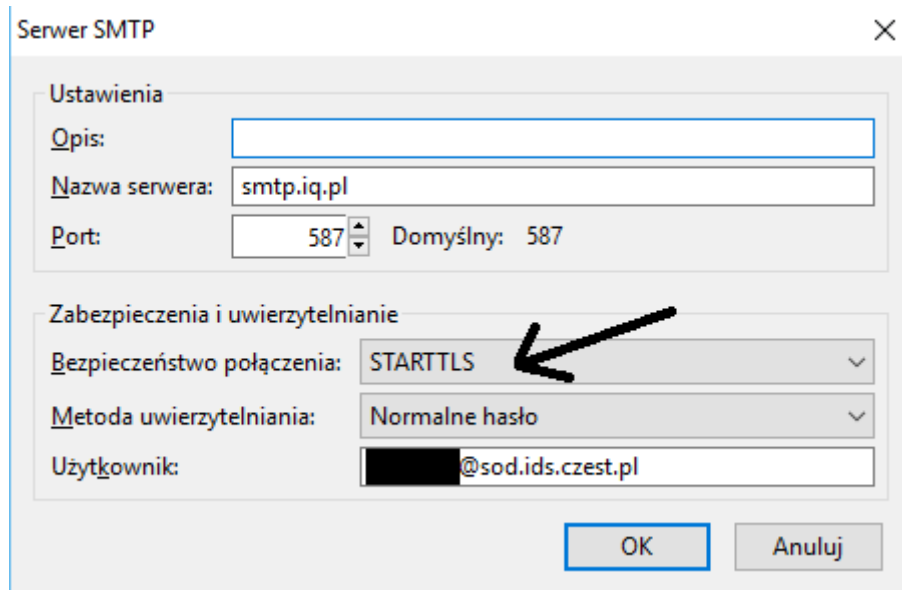 Serwer SMTP
Ustawienia
Opis:
Nazwa serwera: smtp.iq.pl
Port: 587 Domyślny: 587
Zabezpieczenia i uwierzytelnianie
Bezpieczeństwo połączenia: STARTTLS
Metoda uwierzytelniania: Normalne hasło
Użytkownik: @sod.ids.czest.pl
OK Anuluj